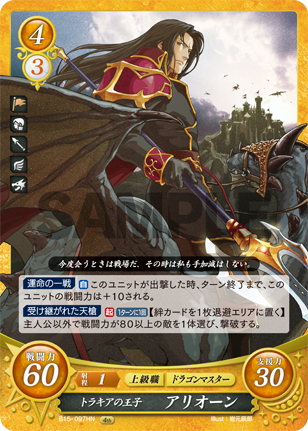 4
3
SAMPLE
今度会うときは戦場だ。その時は私も手加減はしない。
運命の一戦 自 このユニットが出撃した時、ターン終了まで、このユニットの戦闘力は+10される。
受け継がれた天槍 起 1ターンに1回 【絆カードを1枚退避エリアに置く】
主人公以外で戦闘力が80以上の敵を1体選び、撃破する。
戦闘力 60
射程 1 上級職 ドラゴンマスター
支援力 30
トラキアの王子 アリオーン
B15-097HN 4th
Illust/